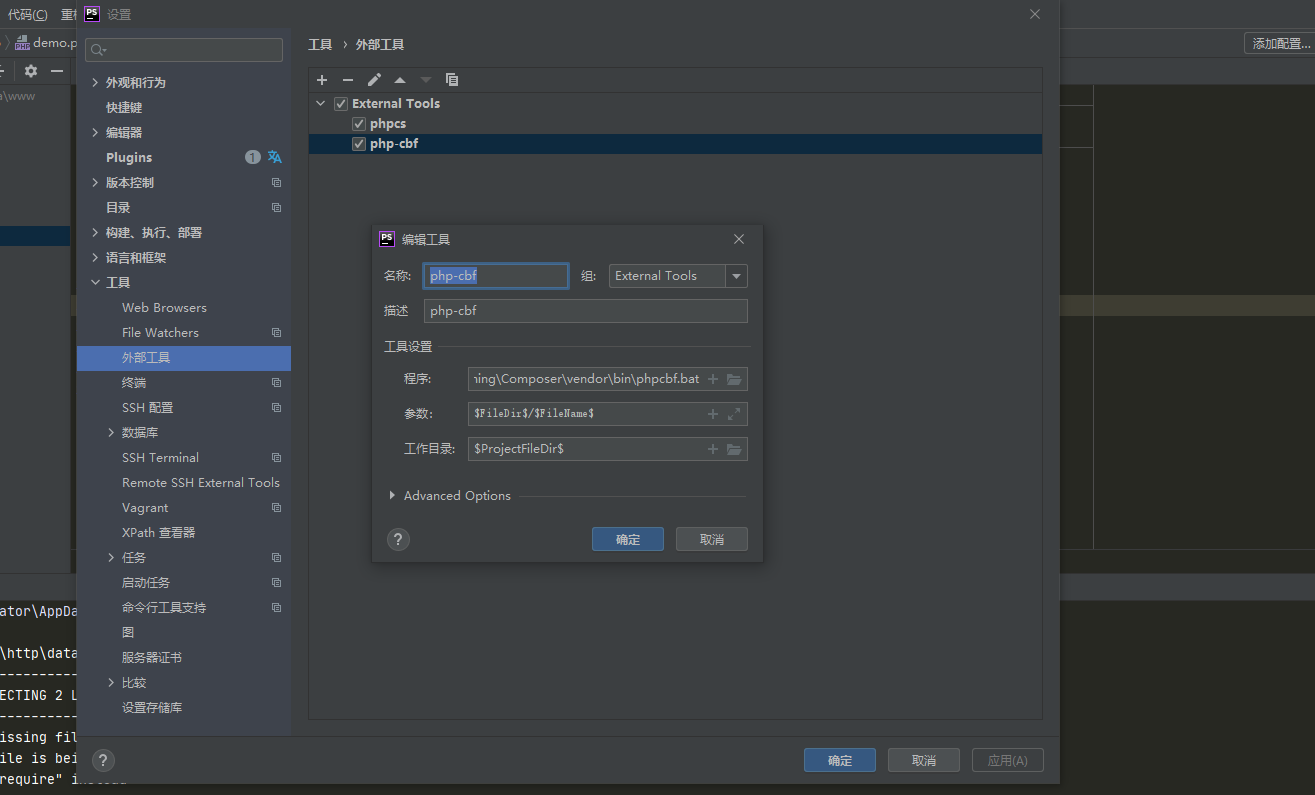 代码(C)
PS 设置
demo.p
添加配置...
a\www
外观和行为
快捷键
编辑器
Plugins 1
版本控制
目录
构建、执行、部署
语言和框架
工具
Web Browsers
File Watchers
外部工具
终端
SSH 配置
数据库
SSH Terminal
Remote SSH External Tools
Vagrant
XPath 查看器
任务
启动任务
命令行工具支持
图
服务器证书
比较
设置存储库
工具 › 外部工具
External Tools
phpcs
php-cbf
PS 编辑工具
名称: php-cbf 组: External Tools
描述 php-cbf
工具设置
程序: ning\Composer\vendor\bin\phpcbf.bat
参数: $FileDir$/$FileName$
工作目录: $ProjectFileDir$
Advanced Options
? 确定 取消
ator\AppDa
\http\data
----------
ECTING 2 L
----------
issing fil
ile is bei
require" instead
? 确定 取消 应用(A)